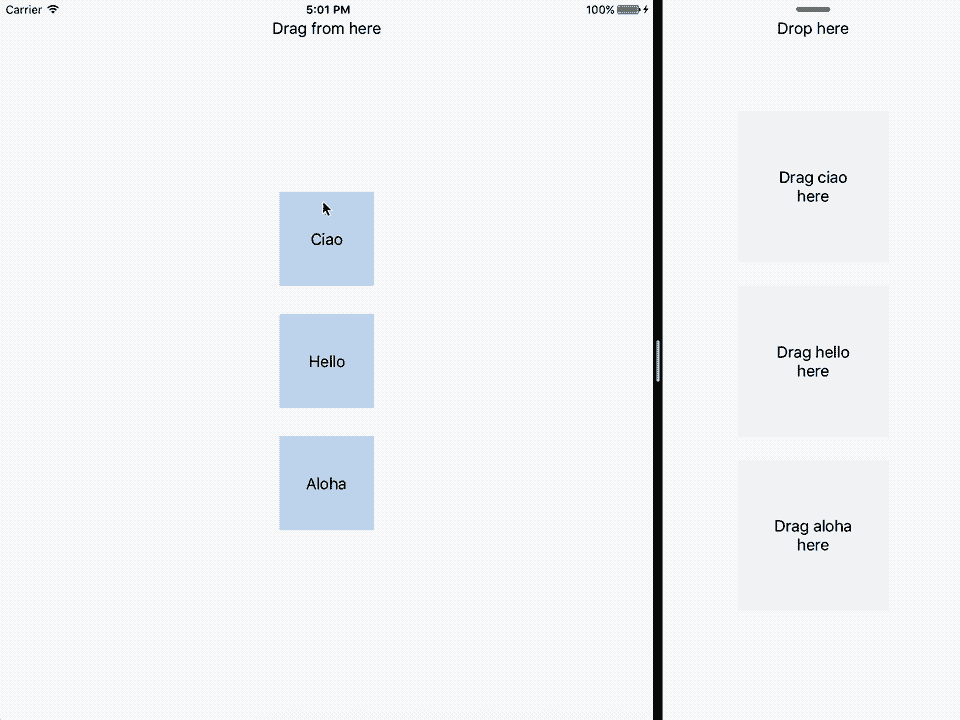 Carrier 5:01 PM 100%
Drag from here
Ciao
Hello
Aloha
Drop here
Drag ciao
here
Drag hello
here
Drag aloha
here